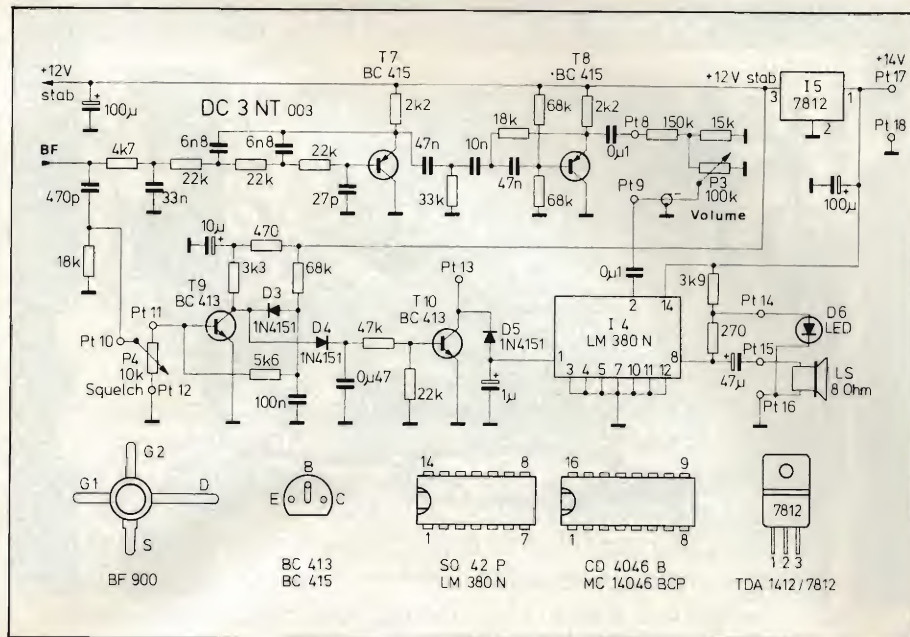 +12V
stab
100µ
DC 3 NT 003
T7
BC 415
2k2
T8
BC 415
68k
2k2
+12V stab
3
I 5
7812
1
2
+14V
Pt 17
Pt 18
BF
4k7
6n8
6n8
22k
22k
22k
47n
10n
18k
47n
0µ1
Pt8
150k
15k
P3
100k
Volume
470p
33n
27p
33k
68k
Pt9
100µ
18k
10µ
470
3k3
68k
T9
BC 413
D3
1N4151
D4
1N4151
47k
T10
BC 413
Pt 13
D5
1N4151
0µ1
2
14
I 4
LM 380 N
1
8
3 4 5 7 10 11 12
3k9
270
Pt 14
D6
LED
Pt 15
47µ
LS
8 Ohm
Pt 16
Pt 11
Pt 10
P4
10k
Squelch
Pt 12
5k6
100n
0µ47
22k
1µ
G2
G1
D
S
BF 900
B
E
C
BC 413
BC 415
14
8
1
7
SO 42 P
LM 380 N
16
9
1
8
CD 4046 B
MC 14046 BCP
7812
1 2 3
TDA 1412 / 7812